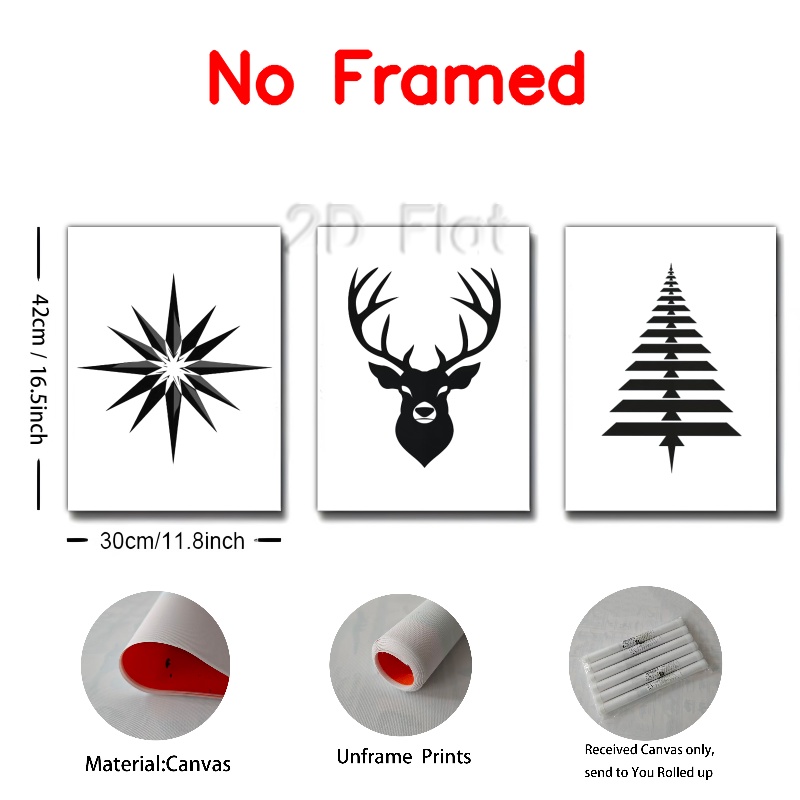 No Framed
2D Flat
42cm / 16.5inch
30cm/11.8inch
Material:Canvas
Unframe Prints
Received Canvas only,
send to You Rolled up